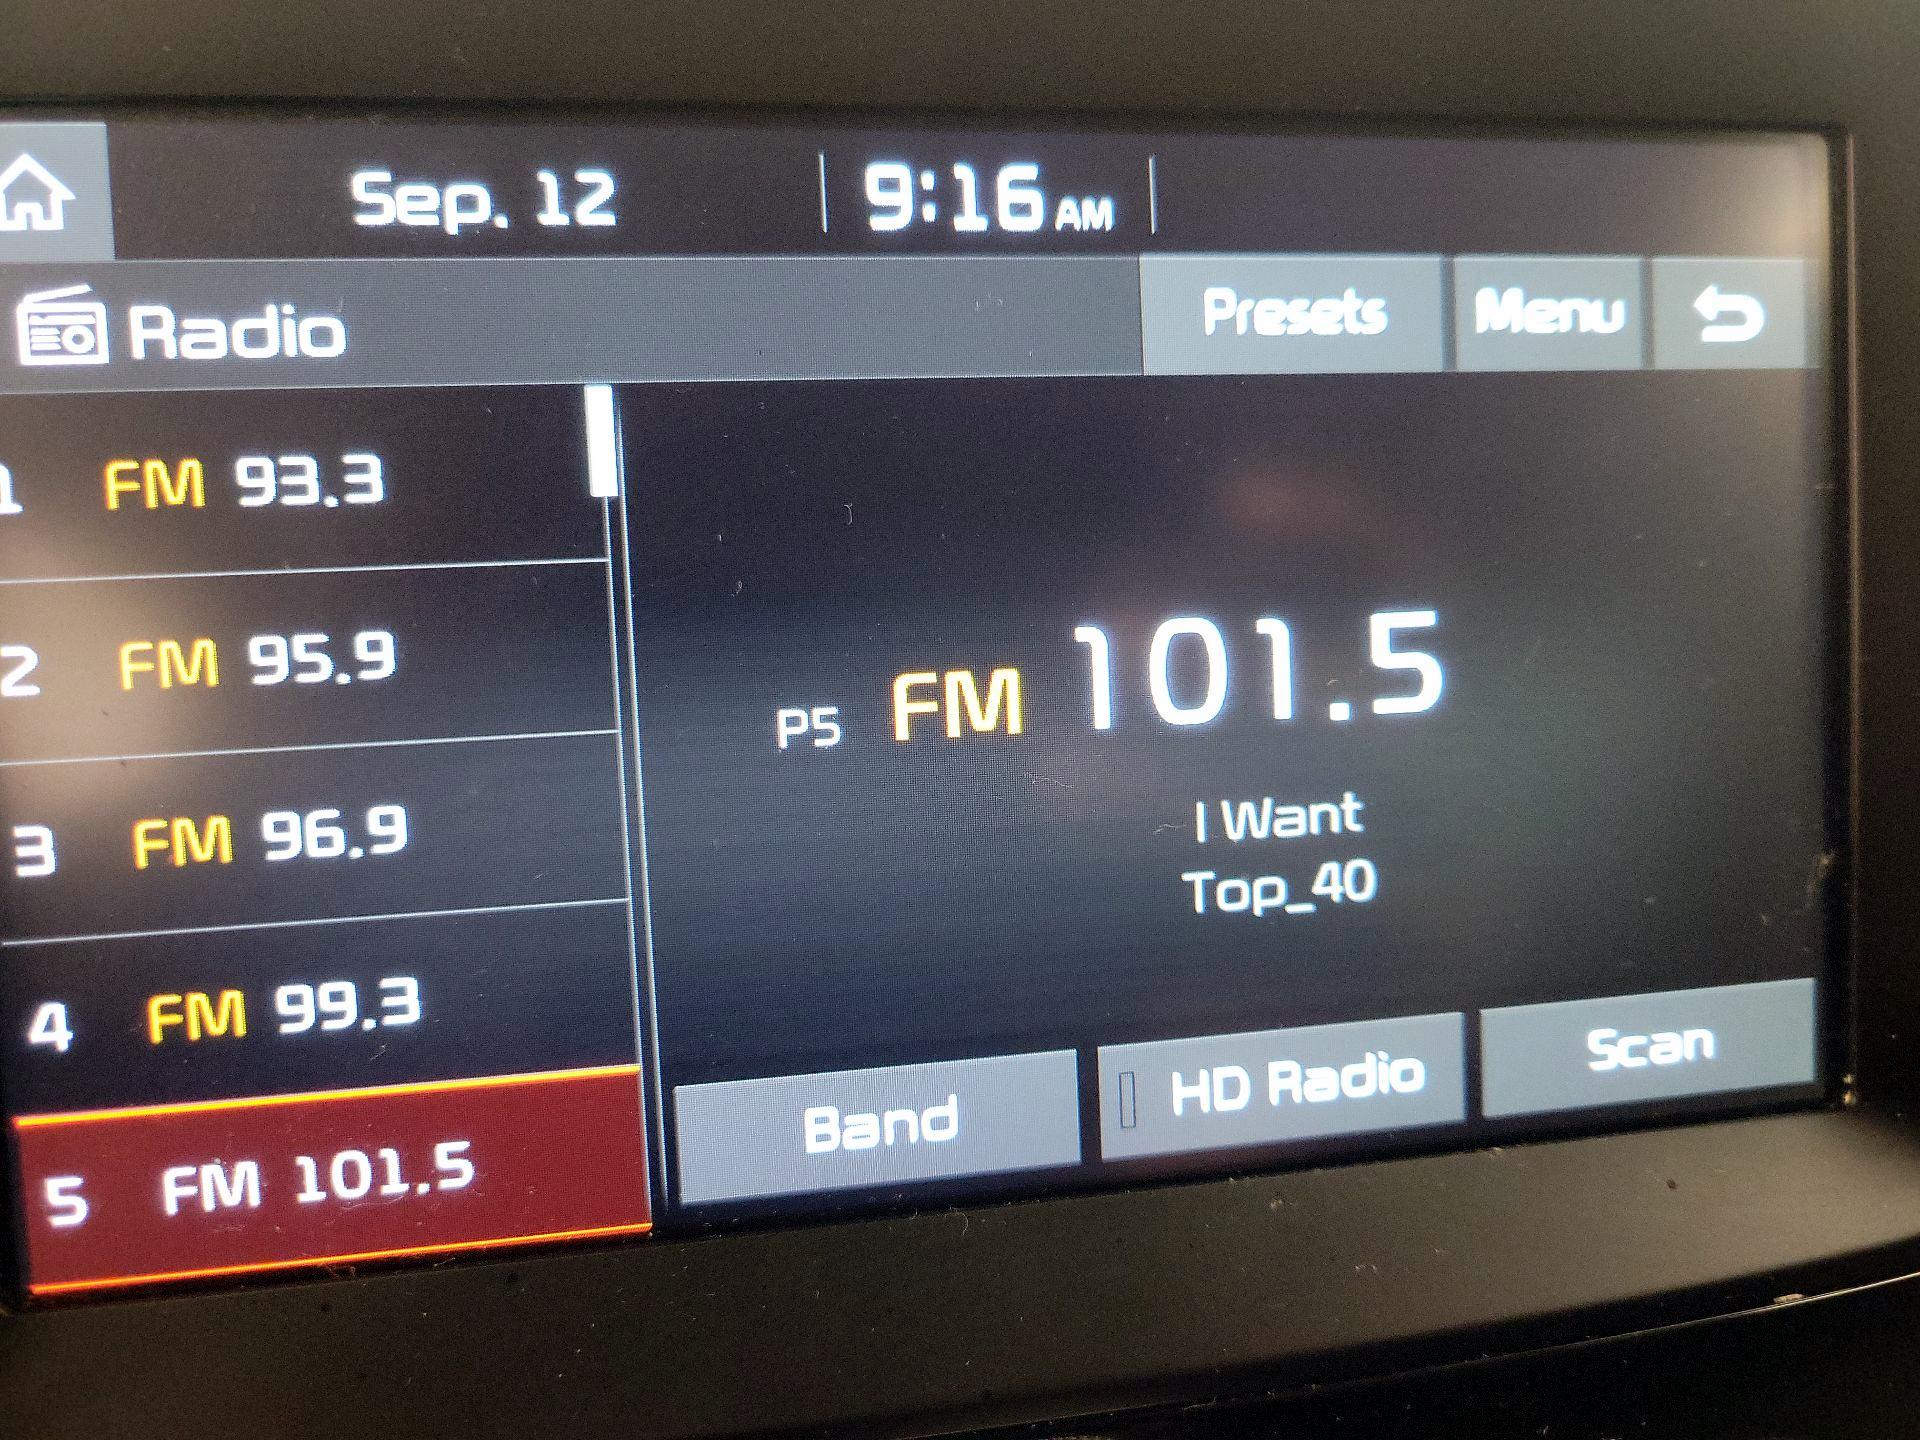 Sep. 12 9:16 AM
Radio Presets Menu
1 FM 93.3
2 FM 95.9
3 FM 96.9
4 FM 99.3
5 FM 101.5
P5 FM 101.5
I Want
Top_40
Band HD Radio Scan